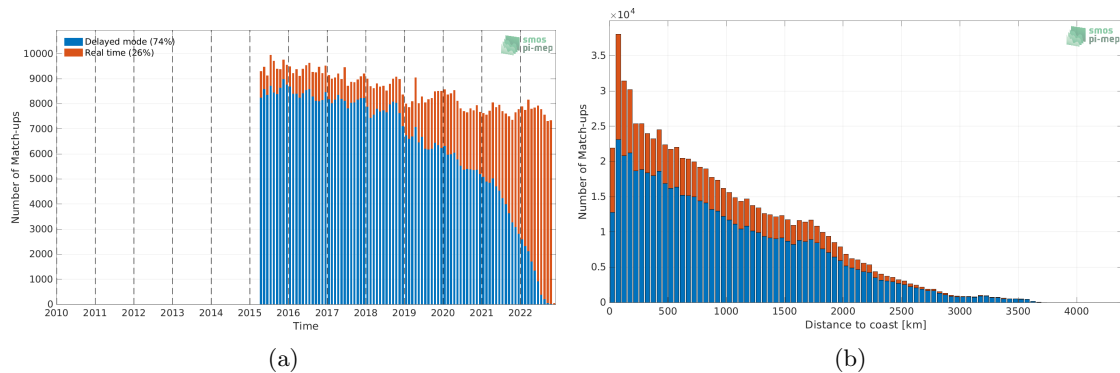 Delayed mode (74%)
Real time (26%)
smos
pi-mep
Number of Match-ups
10000
9000
8000
7000
6000
5000
4000
3000
2000
1000
0
2010 2011 2012 2013 2014 2015 2016 2017 2018 2019 2020 2021 2022
Time
(a)
×10⁴
smos
pi-mep
Number of Match-ups
3.5
3
2.5
2
1.5
1
0.5
0
0 500 1000 1500 2000 2500 3000 3500 4000
Distance to coast [km]
(b)